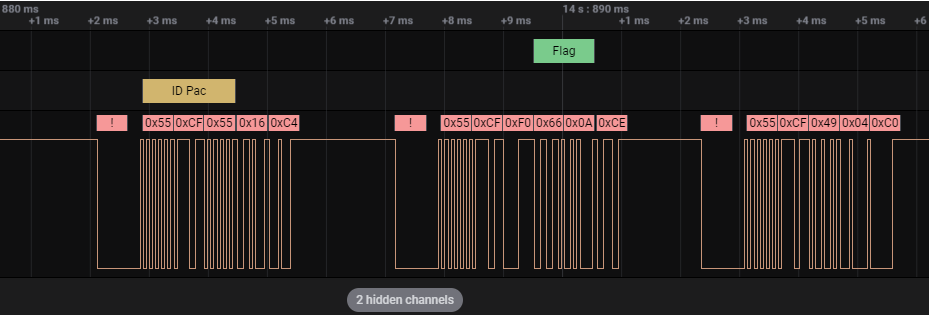 880 ms 14 s : 890 ms
+1 ms +2 ms +3 ms +4 ms +5 ms +7 ms +8 ms +9 ms +1 ms +2 ms +3 ms +4 ms +5 ms +6
Flag
ID Pac
! 0x55 0xCF 0x55 0x16 0xC4 ! 0x55 0xCF 0xF0 0x66 0x0A 0xCE ! 0x55 0xCF 0x49 0x04 0xC0
2 hidden channels